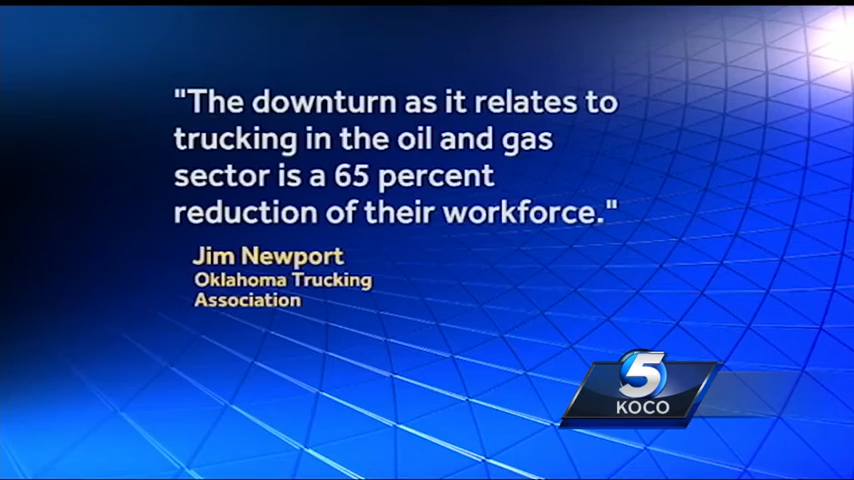 "The downturn as it relates to
trucking in the oil and gas
sector is a 65 percent
reduction of their workforce."
Jim Newport
Oklahoma Trucking
Association
5
KOCO